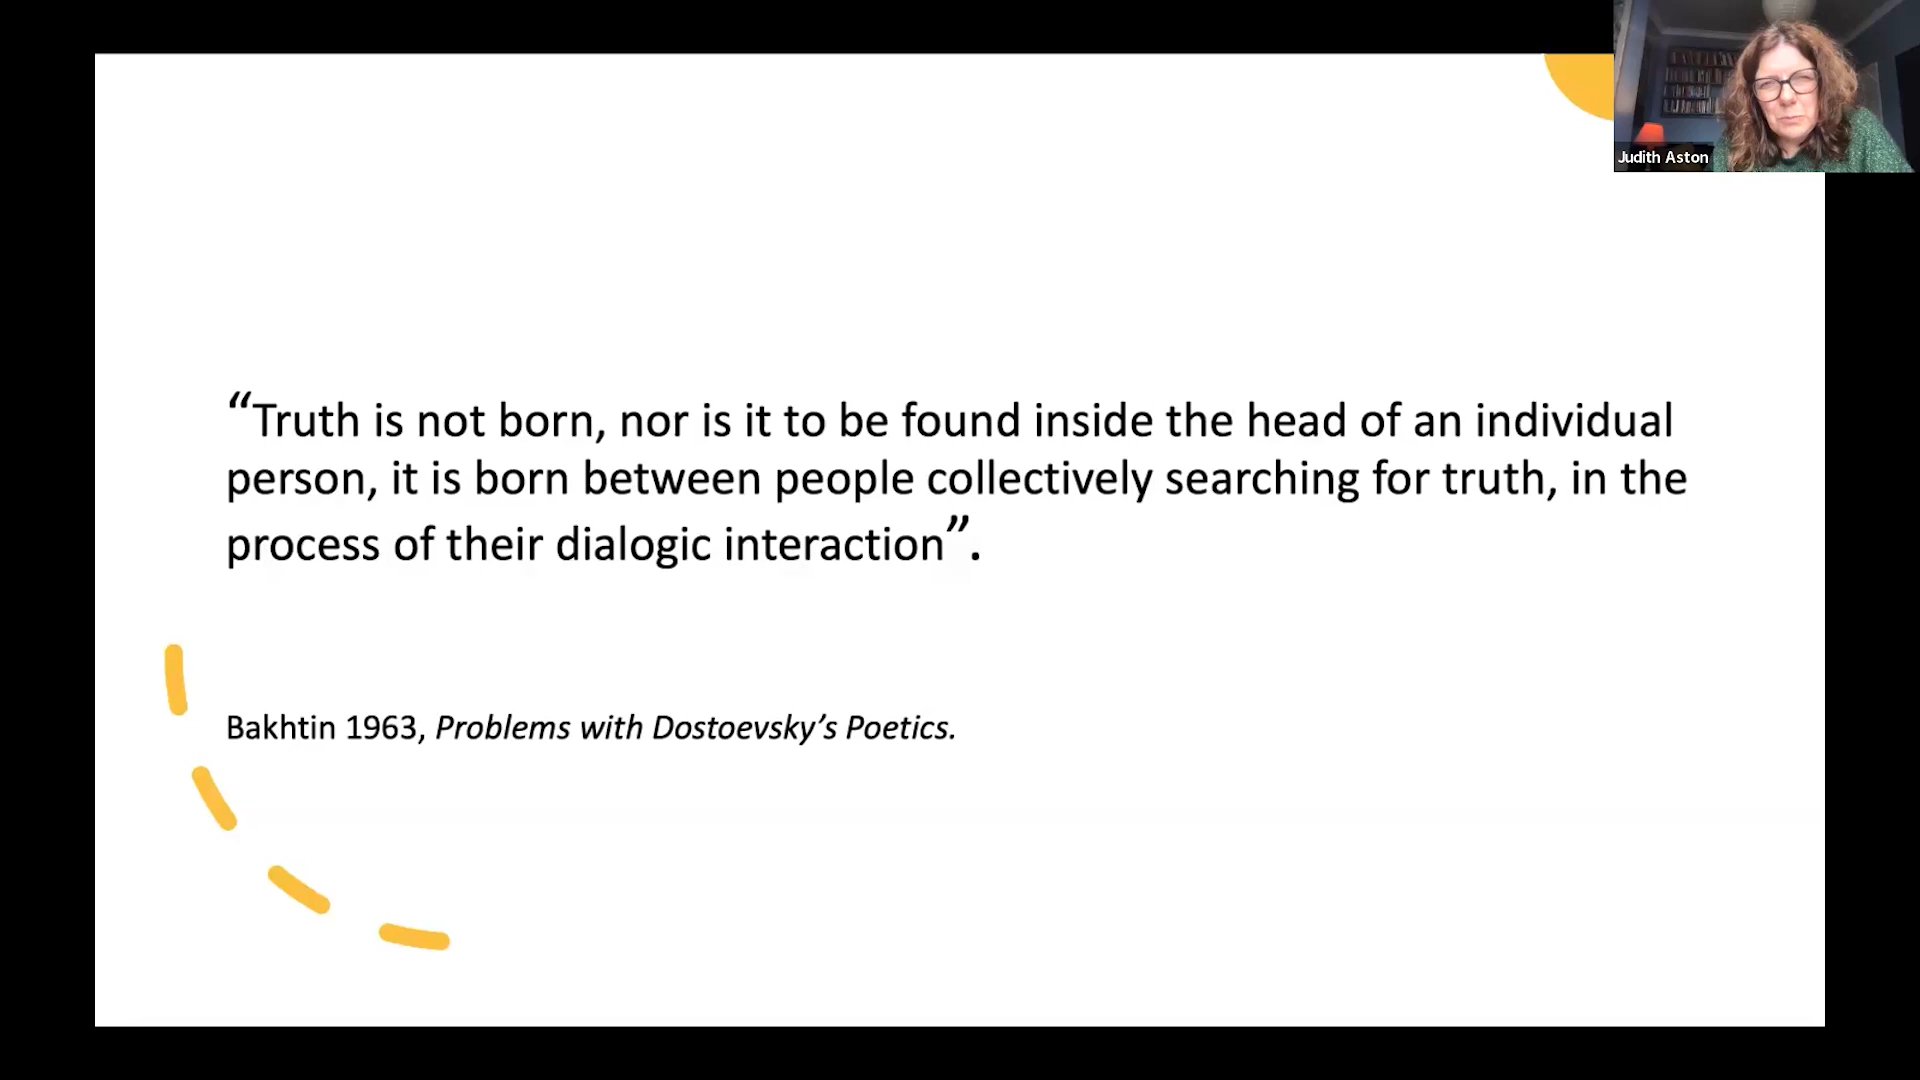 Judith Aston
“Truth is not born, nor is it to be found inside the head of an individual
person, it is born between people collectively searching for truth, in the
process of their dialogic interaction”.
Bakhtin 1963, Problems with Dostoevsky’s Poetics.